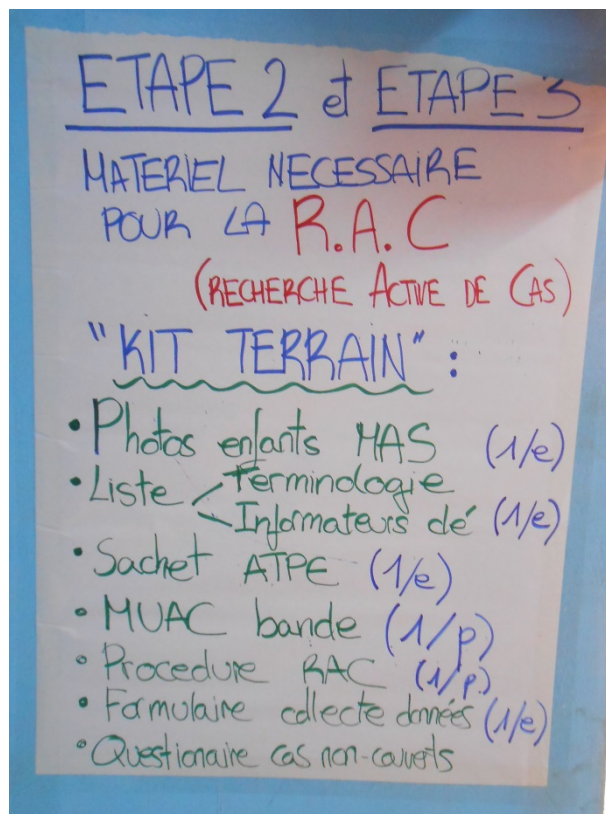 ETAPE 2 et ETAPE 3
MATERIEL NECESSAIRE
POUR LA R.A.C
(RECHERCHE ACTIVE DE CAS)
"KIT TERRAIN" :
• Photos enfants MAS (1/e)
• Liste Terminologie
Informateurs clé (1/e)
• Sachet ATPE (1/e)
• MUAC bande (1/p)
• Procedure RAC (1/p.)
• Formulaire collecte données (1/e)
• Questionaire cas non-couverts